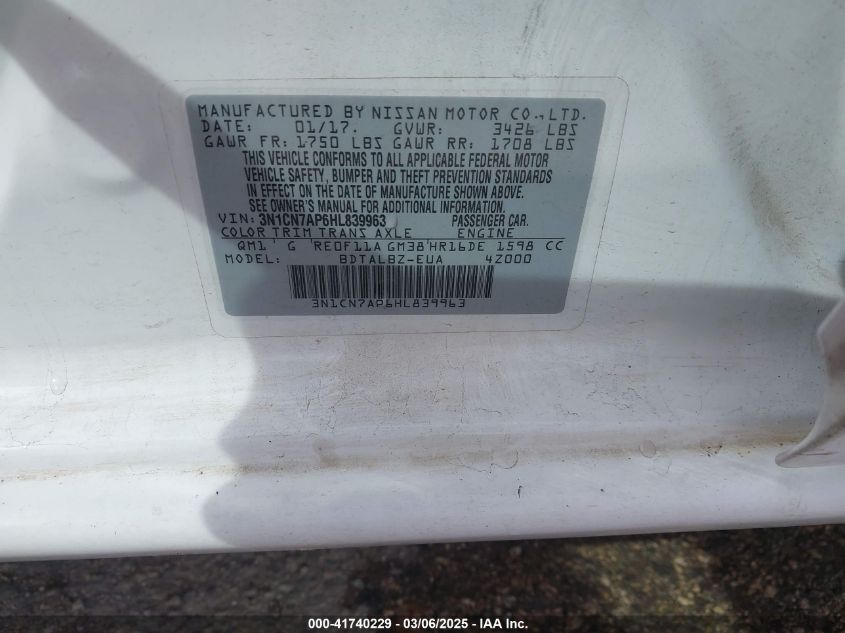 MANUFACTURED BY NISSAN MOTOR CO., LTD.
DATE: 01/17. GVWR: 3426 LBS
GAWR FR: 1750 LBS GAWR RR: 1708 LBS
THIS VEHICLE CONFORMS TO ALL APPLICABLE FEDERAL MOTOR
VEHICLE SAFETY, BUMPER AND THEFT PREVENTION STANDARDS
IN EFFECT ON THE DATE OF MANUFACTURE SHOWN ABOVE.
SEE OWNER'S MANUAL FOR ADDITIONAL INFORMATION.
VIN: 3N1CN7AP6HL839963 PASSENGER CAR.
COLOR TRIM TRANS AXLE ENGINE
QM1 G RE0F11A GM38 HR16DE 1598 CC
MODEL: BDTALBZ-EUA 4Z000
3N1CN7AP6HL839963
000-41740229 - 03/06/2025 - IAA Inc.